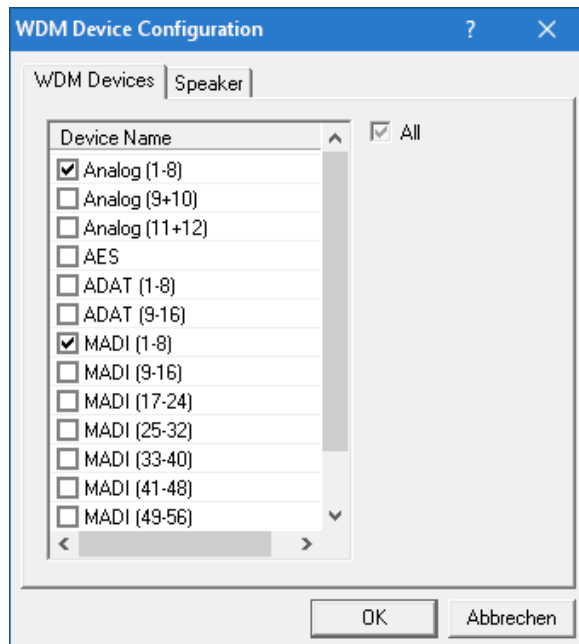 WDM Device Configuration ? ×
WDM Devices Speaker
Device Name
All
Analog (1-8)
Analog (9+10)
Analog (11+12)
AES
ADAT (1-8)
ADAT (9-16)
MADI (1-8)
MADI (9-16)
MADI (17-24)
MADI (25-32)
MADI (33-40)
MADI (41-48)
MADI (49-56)
OK Abbrechen